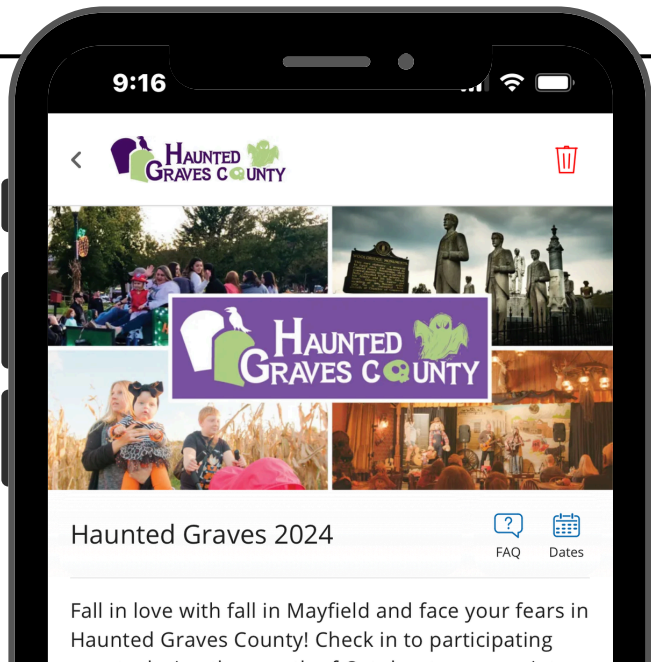 9:16
HAUNTED
GRAVES COUNTY
HAUNTED
GRAVES COUNTY
Haunted Graves 2024
FAQ
Dates
Fall in love with fall in Mayfield and face your fears in
Haunted Graves County! Check in to participating